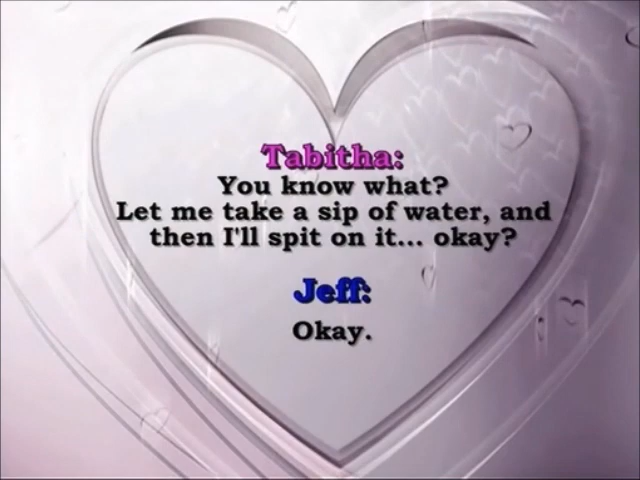 Tabitha:
You know what?
Let me take a sip of water, and
then I'll spit on it... okay?
Jeff:
Okay.